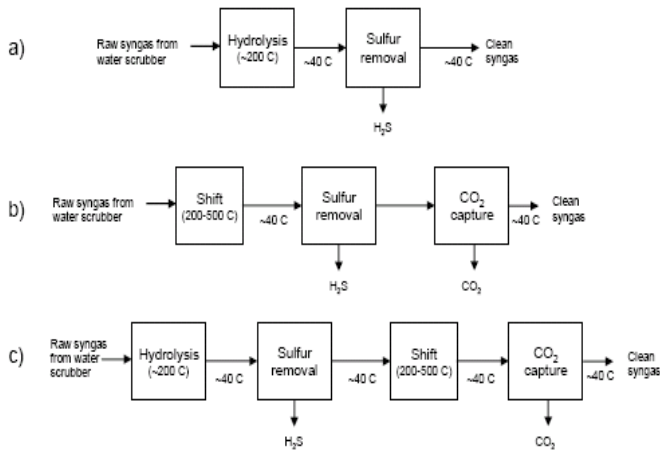 a)
Raw syngas from
water scrubber
Hydrolysis
(~200 C)
~40 C
Sulfur
removal
~40 C
Clean
syngas
H₂S
b)
Raw syngas from
water scrubber
Shift
(200-500 C)
~40 C
Sulfur
removal
CO₂
capture
~40 C
Clean
syngas
H₂S
CO₂
c)
Raw syngas
from water
scrubber
Hydrolysis
(~200 C)
~40 C
Sulfur
removal
~40 C
Shift
(200-500 C)
~40 C
CO₂
capture
~40 C
Clean
syngas
H₂S
CO₂